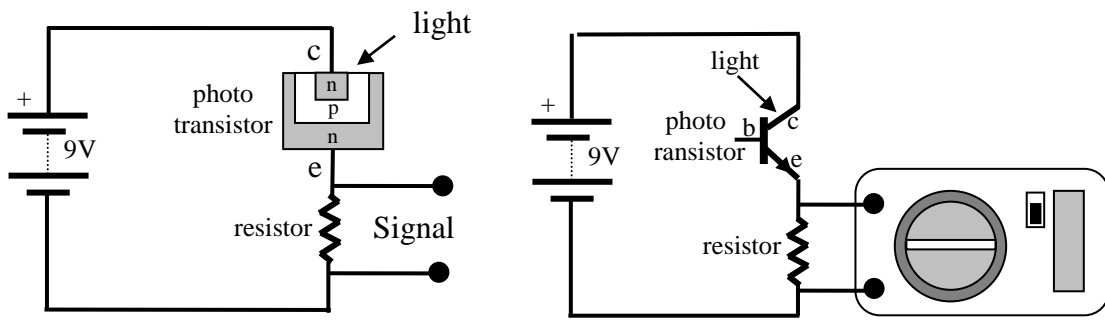 light
c
n
p
n
photo
transistor
+
9V
e
resistor
Signal
light
c
b
photo
ransistor
+
9V
e
resistor